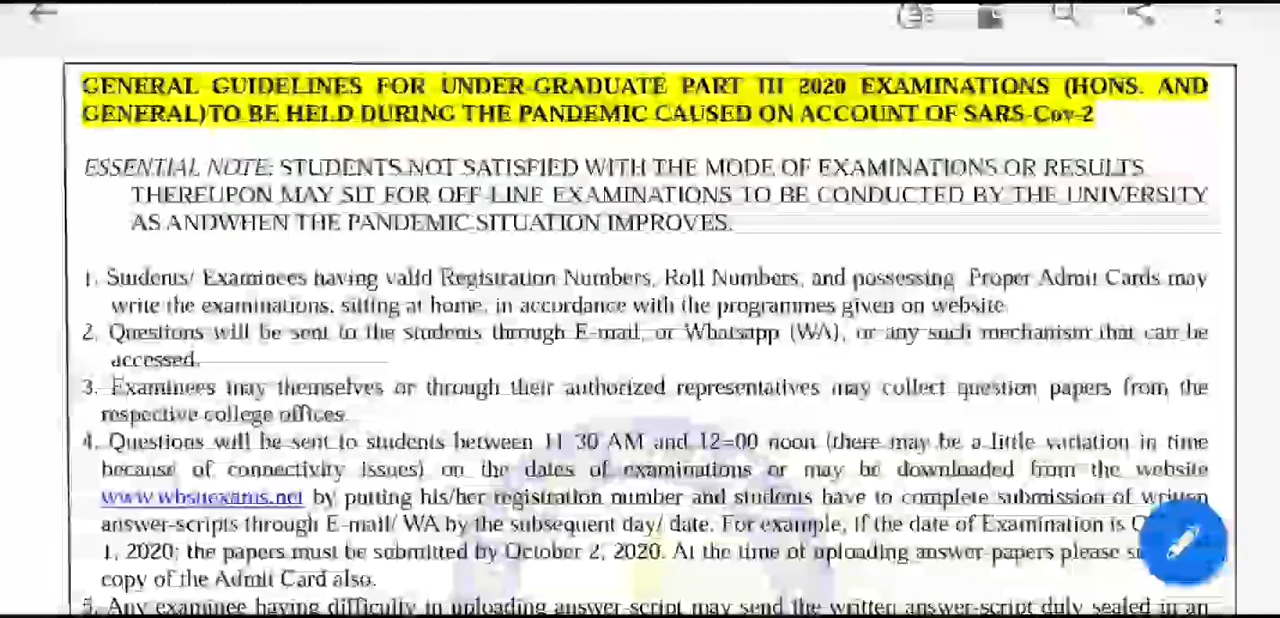 GENERAL GUIDELINES FOR UNDER-GRADUATE PART III 2020 EXAMINATIONS (HONS. AND
GENERAL)TO BE HELD DURING THE PANDEMIC CAUSED ON ACCOUNT OF SARS-Cov-2
ESSENTIAL NOTE: STUDENTS NOT SATISFIED WITH THE MODE OF EXAMINATIONS OR RESULTS
THEREUPON MAY SIT FOR OFF-LINE EXAMINATIONS TO BE CONDUCTED BY THE UNIVERSITY
AS ANDWHEN THE PANDEMIC SITUATION IMPROVES.
1. Students/ Examinees having valid Registration Numbers, Roll Numbers, and possessing Proper Admit Cards may
write the examinations, sitting at home, in accordance with the programmes given on website.
2. Questions will be sent to the students through E-mail, or Whatsapp (WA), or any such mechanism that can be
accessed.
3. Examinees may themselves or through their authorized representatives may collect question papers from the
respective college offices.
4. Questions will be sent to students between 11 30 AM and 12=00 noon (there may be a little variation in time
because of connectivity issues) on the dates of examinations or may be downloaded from the website
by putting his/her registration number and students have to complete submission of written
answer-scripts through E-mail/ WA by the subsequent day/ date. For example, if the date of Examination is
1, 2020; the papers must be submitted by October 2, 2020. At the time of uploading answer-papers please
copy of the Admit Card also.
5. Any examinee having difficulty in uploading answer-script may send the written answer-script duly sealed in an